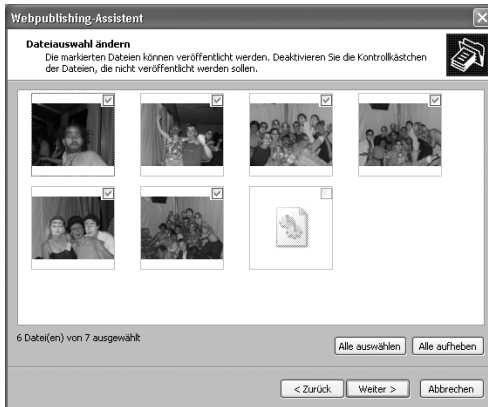 Webpublishing-Assistent
Dateiauswahl ändern
Die markierten Dateien können veröffentlicht werden. Deaktivieren Sie die Kontrollkästchen
der Dateien, die nicht veröffentlicht werden sollen.
6 Datei(en) von 7 ausgewählt
Alle auswählen Alle aufheben
< Zurück Weiter > Abbrechen